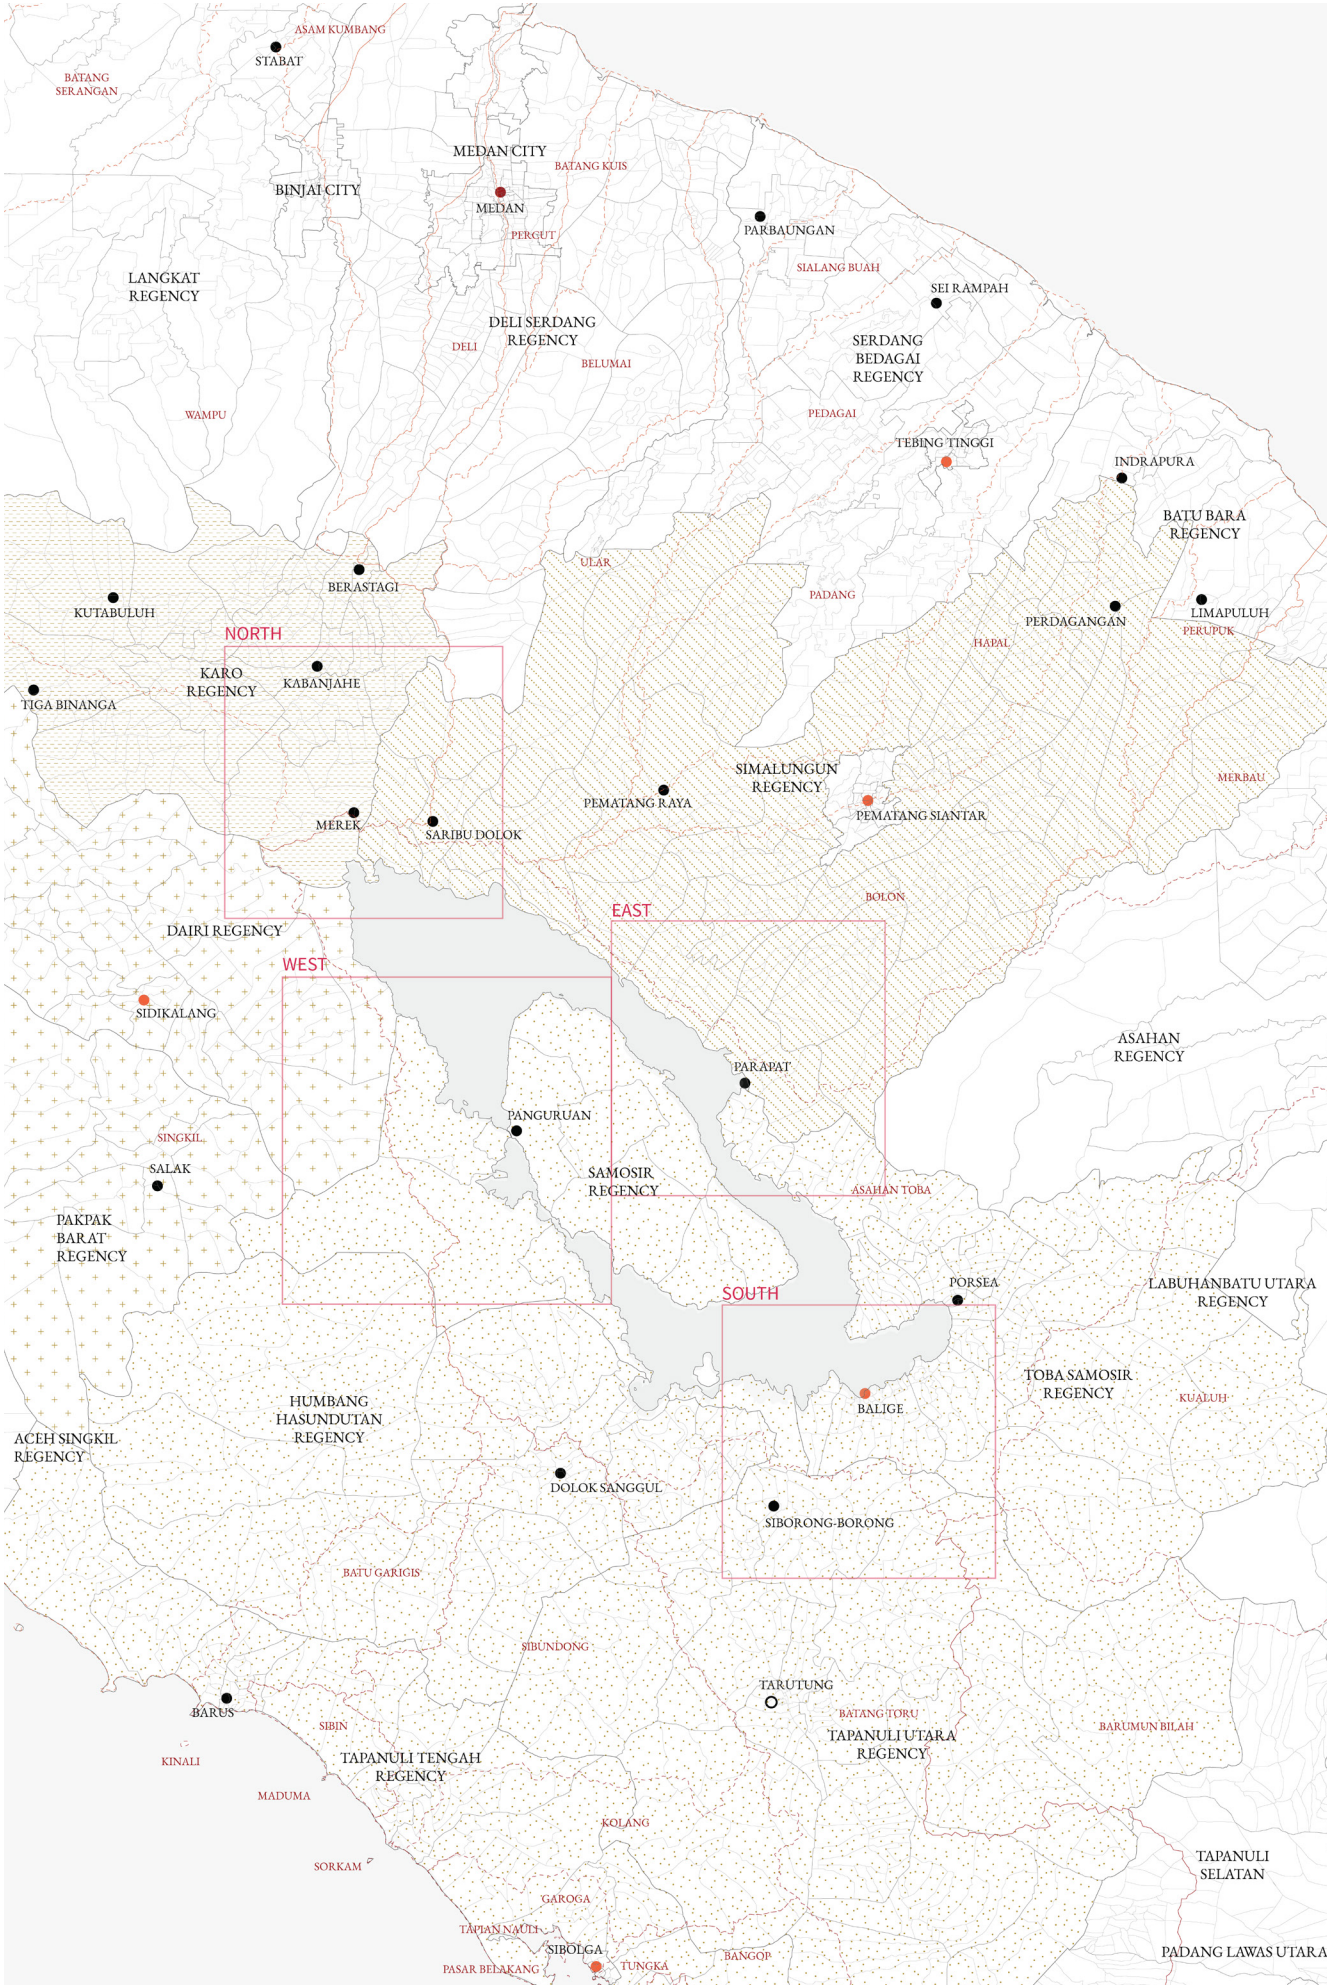 ASAM KUMBANG
STABAT
BATANG
SERANGAN
MEDAN CITY
BATANG KUIS
BINJAI CITY
MEDAN
PARBAUNGAN
PERCUT
SIALANG BUAH
LANGKAT
REGENCY
SEI RAMPAH
DELI SERDANG
REGENCY
SERDANG
BEDAGAI
REGENCY
DELI
BELUMAI
WAMPU
PEDAGAI
TEBING TINGGI
INDRAPURA
BATU BARA
REGENCY
ULAR
BERASTAGI
PADANG
KUTABULUH
LIMAPULUH
PERDAGANGAN
PERUPUK
NORTH
HAPAL
KARO
REGENCY
KABANJAHE
TIGA BINANGA
SIMALUNGUN
REGENCY
MERBAU
PEMATANG RAYA
PEMATANG SIANTAR
MEREK
SARIBU DOLOK
BOLON
EAST
DAIRI REGENCY
WEST
SIDIKALANG
ASAHAN
REGENCY
PARAPAT
PANGURUAN
SINGKIL
SALAK
SAMOSIR
REGENCY
ASAHAN TOBA
PAKPAK
BARAT
REGENCY
PORSEA
LABUHANBATU UTARA
REGENCY
SOUTH
TOBA SAMOSIR
REGENCY
KUALUH
HUMBANG
HASUNDUTAN
REGENCY
BALIGE
ACEH SINGKIL
REGENCY
DOLOK SANGGUL
SIBORONG-BORONG
BATU GARIGIS
SIBUNDONG
TARUTUNG
BARUS
BATANG TORU
SIBIN
BARUMUN BILAH
TAPANULI UTARA
REGENCY
KINALI
TAPANULI TENGAH
REGENCY
MADUMA
KOLANG
TAPANULI
SELATAN
SORKAM
GAROGA
TAPIAN NAULI
SIBOLGA
PADANG LAWAS UTARA
BANGOP
PASAR BELAKANG
TUNGKA